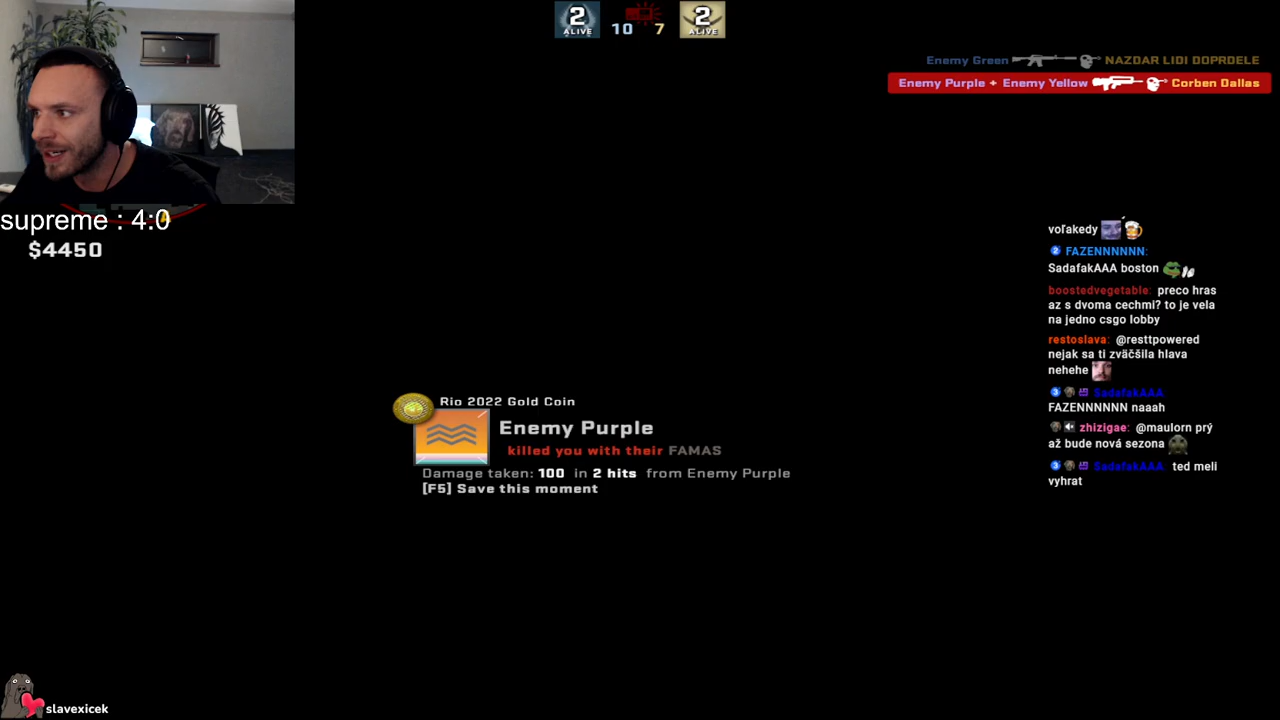 2
ALIVE
10
7
2
ALIVE
Enemy Green NAZDAR LIDI DOPRDELE
Enemy Purple + Enemy Yellow Corben Dallas
supreme : 4:0
$4450
voľakedy
FAZENNNNNN:
SadafakAAA boston
boostedvegetable: preco hras
az s dvoma cechmi? to je vela
na jedno csgo lobby
restoslava: @resttpowered
nejak sa ti zväčšila hlava
nehehe
SadafakAAA
FAZENNNNNN naaah
zhizigae: @maulorn prý
až bude nová sezona
SadafakAAA ted meli
vyhrat
Rio 2022 Gold Coin
Enemy Purple
killed you with their FAMAS
Damage taken: 100 in 2 hits from Enemy Purple
[F5] Save this moment
slavexicek